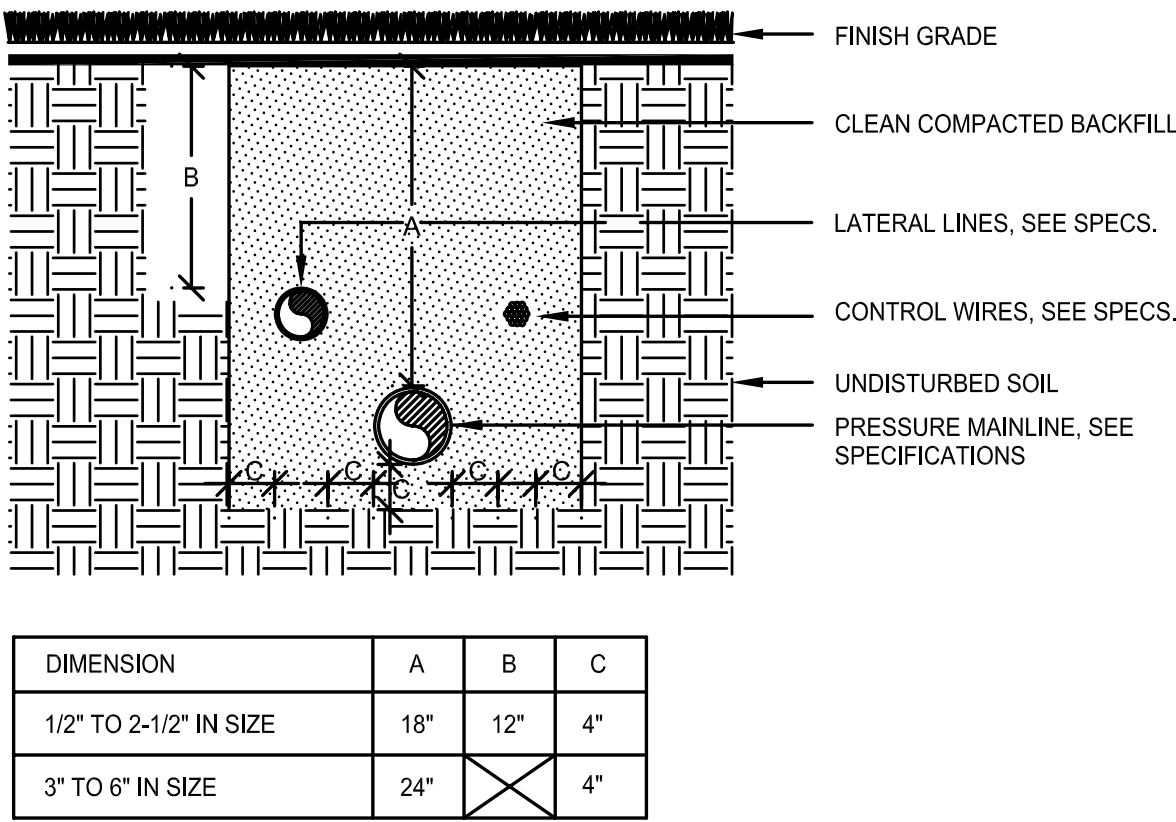 FINISH GRADE
CLEAN COMPACTED BACKFILL
B
A
LATERAL LINES, SEE SPECS.
CONTROL WIRES, SEE SPECS.
UNDISTURBED SOIL
PRESSURE MAINLINE, SEE
SPECIFICATIONS
C C C C
C
DIMENSION A B C
1/2" TO 2-1/2" IN SIZE 18" 12" 4"
3" TO 6" IN SIZE 24" 4"